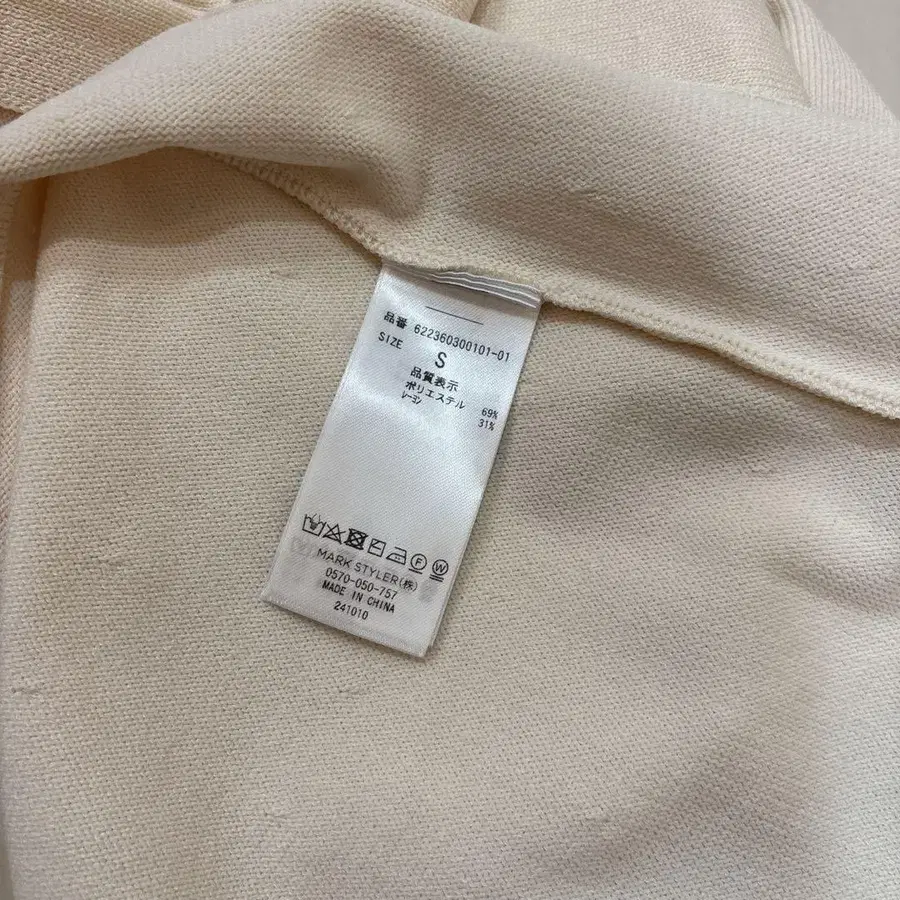 品番 622360300101-01
SIZE S
品質表示
ポリエステル 69%
レーヨン 31%
F W
MARK STYLER(株)
0570-050-757
MADE IN CHINA
241010